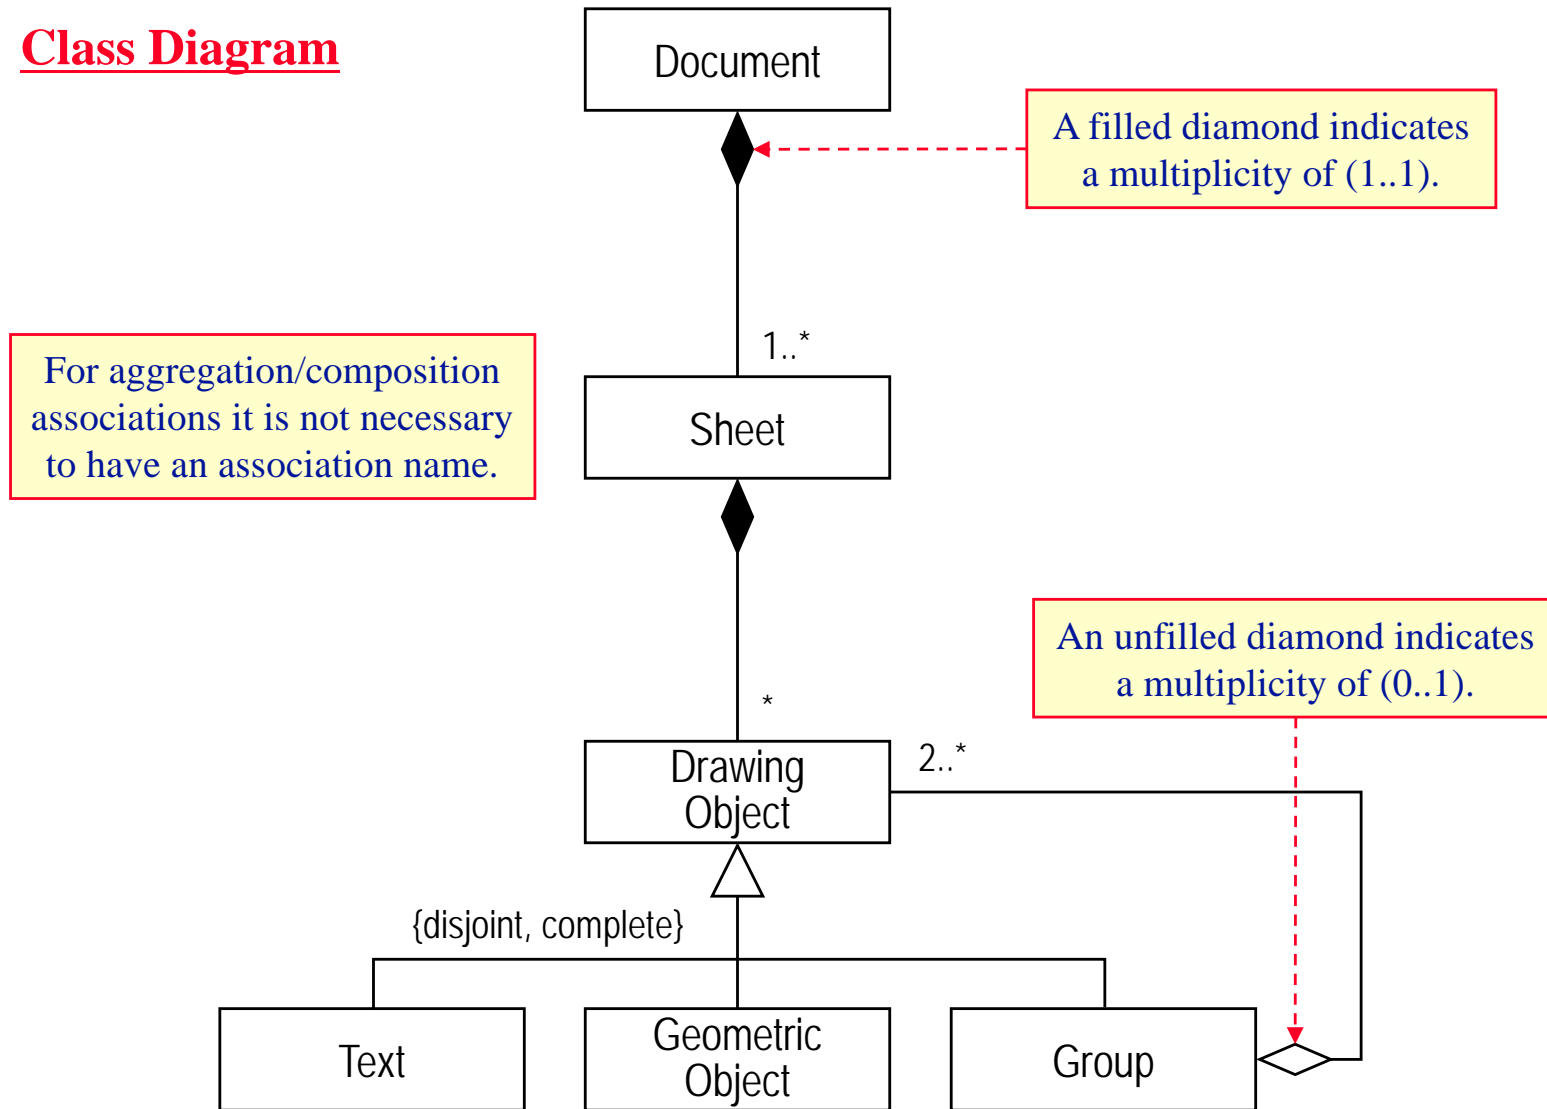 Class Diagram
Document
A filled diamond indicates
a multiplicity of (1..1).
1..*
For aggregation/composition
associations it is not necessary
to have an association name.
Sheet
An unfilled diamond indicates
a multiplicity of (0..1).
*
Drawing
Object
2..*
{disjoint, complete}
Text
Geometric
Object
Group